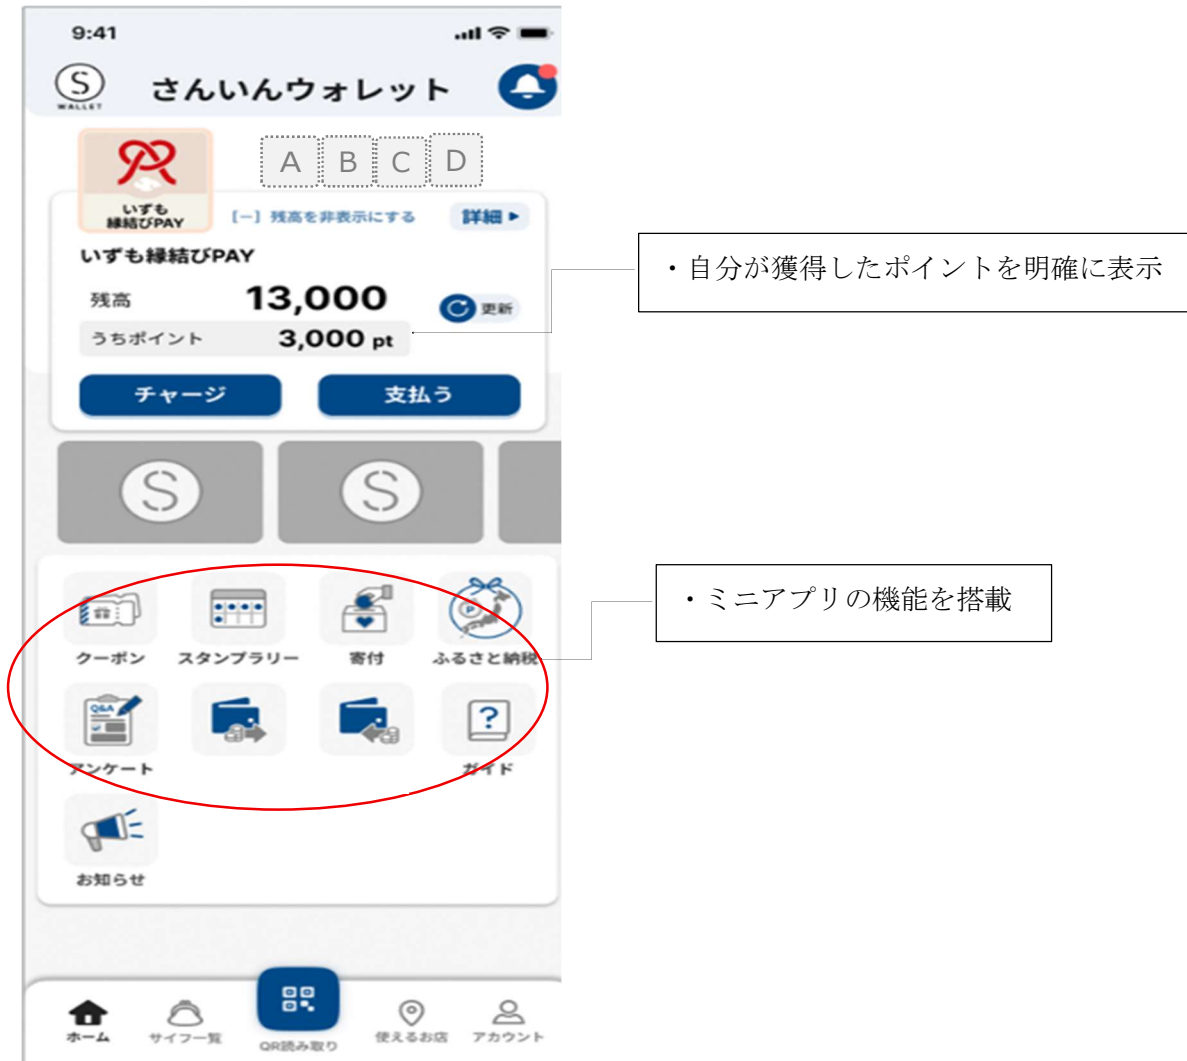 9:41
S
WALLET
さんいんウォレット
A B C D
いずも
縁結びPAY
[−] 残高を非表示にする
詳細▶
いずも縁結びPAY
・自分が獲得したポイントを明確に表示
残高 13,000
更新
うちポイント 3,000 pt
チャージ 支払う
S S
・ミニアプリの機能を搭載
P
クーポン スタンプラリー 寄付 ふるさと納税
Q&A
?
アンケート ガイド
お知らせ
ホーム サイフ一覧 QR読み取り 使えるお店 アカウント